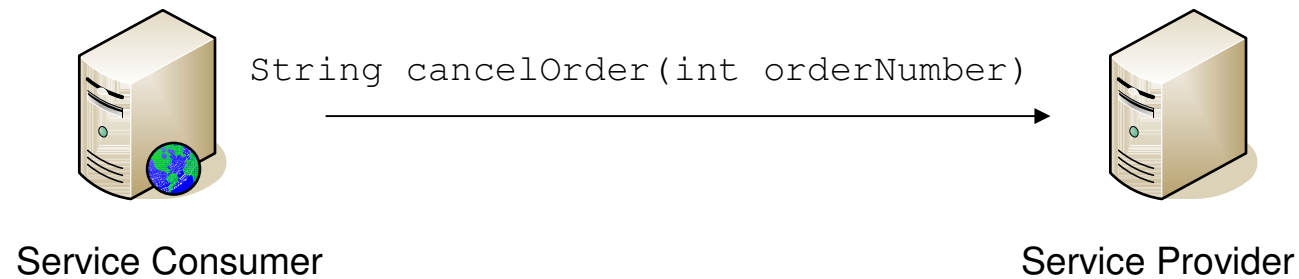 String cancelOrder(int orderNumber)
Service Consumer
Service Provider